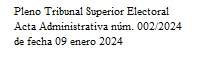 Pleno Tribunal Superior Electoral
Acta Administrativa núm. 002/2024
de fecha 09 enero 2024